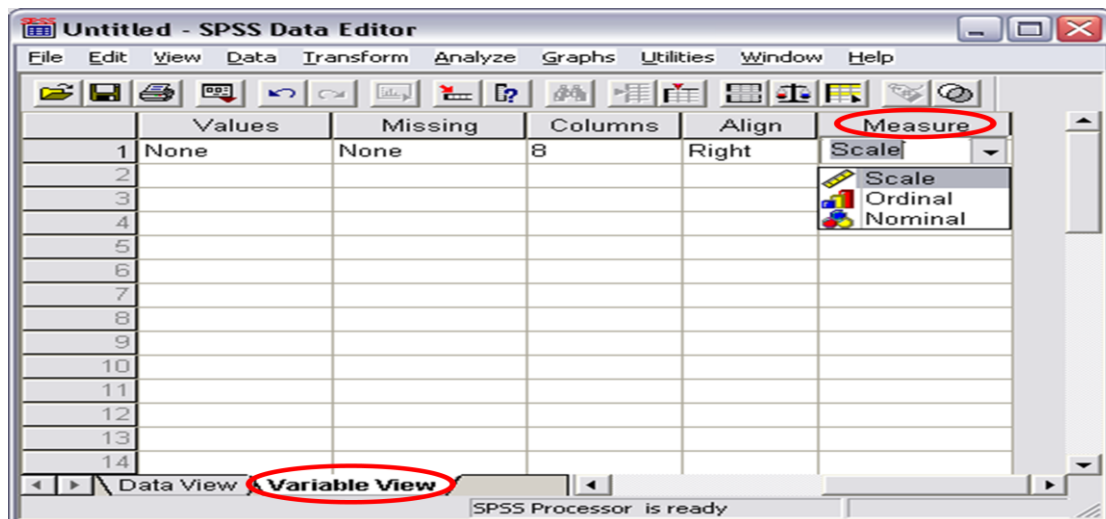 Untitled - SPSS Data Editor
File Edit View Data Transform Analyze Graphs Utilities Window Help
Values Missing Columns Align Measure
1 None None 8 Right Scale
2 Scale
3 Ordinal
4 Nominal
5
6
7
8
9
10
11
12
13
14
Data View Variable View
SPSS Processor is ready